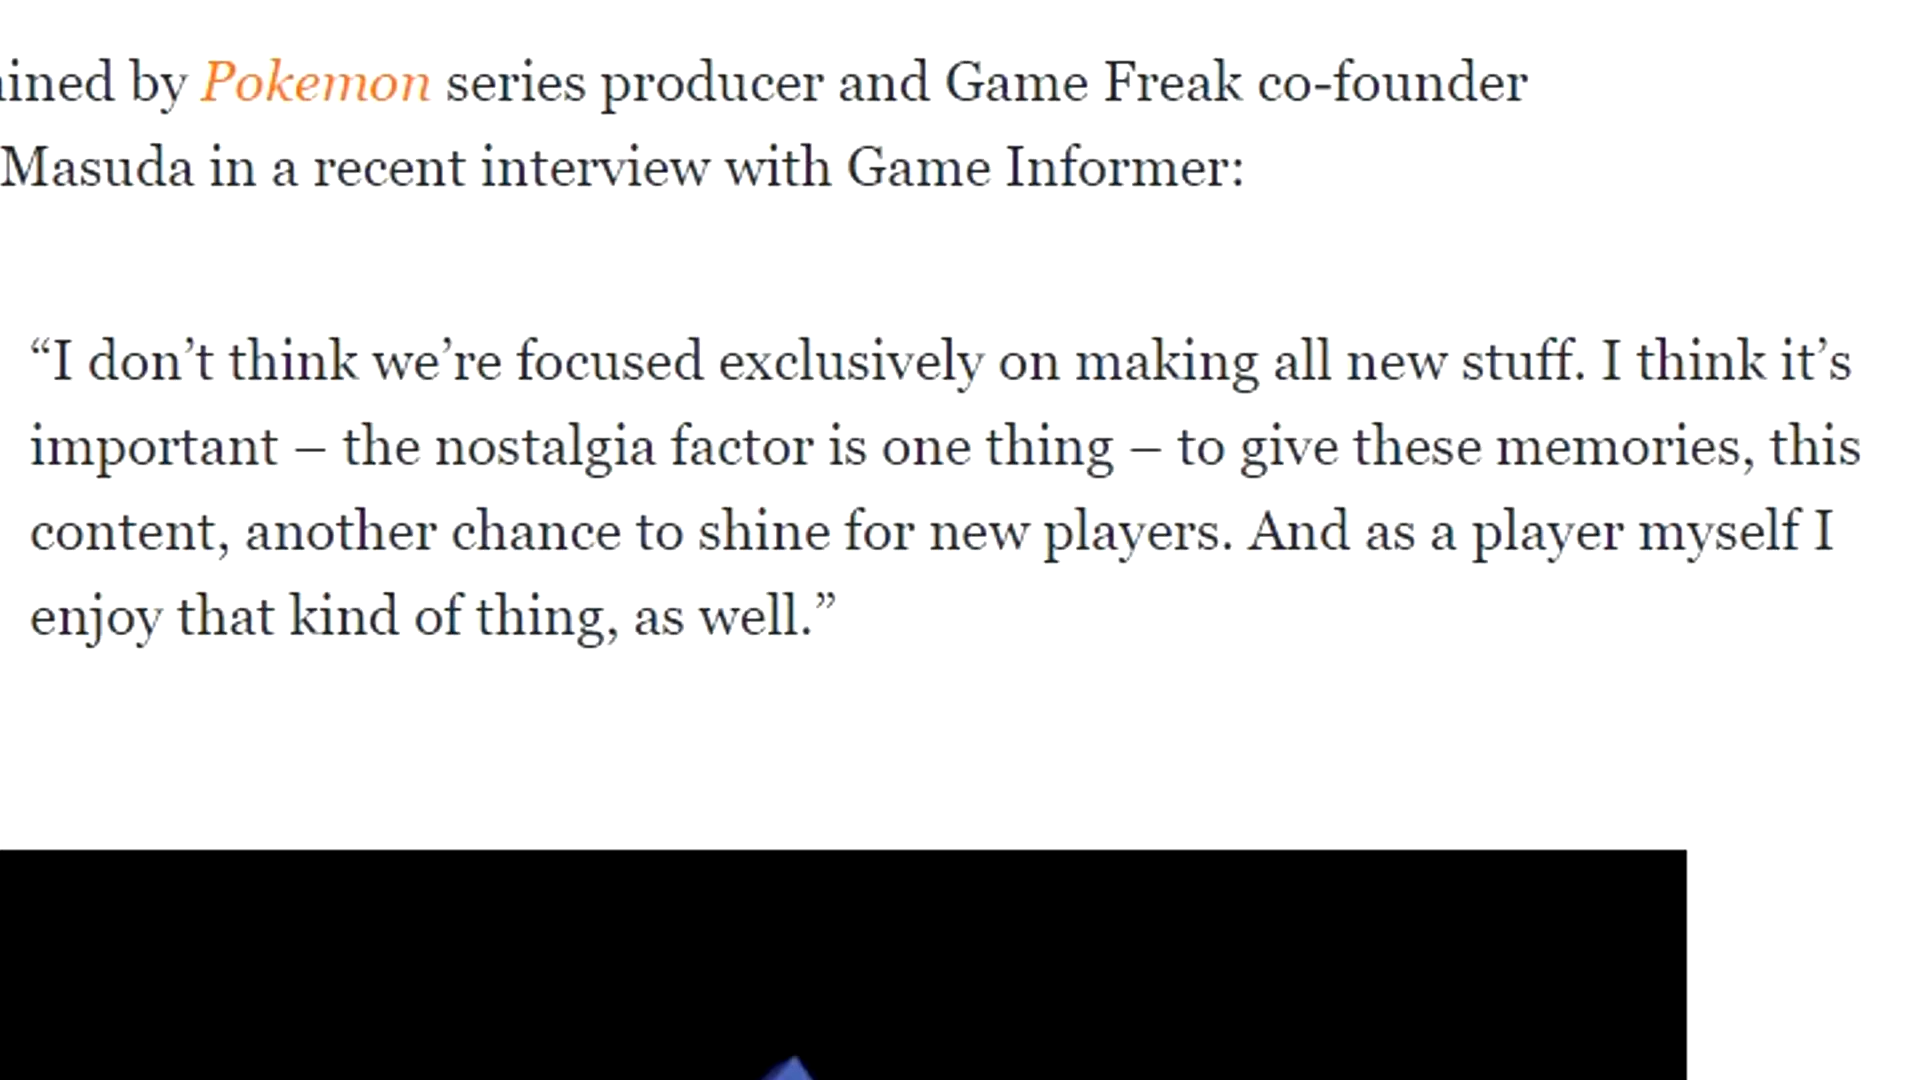 by Pokemon series producer and Game Freak co-founder
Masuda in a recent interview with Game Informer:
“I don’t think we’re focused exclusively on making all new stuff. I think it’s
important – the nostalgia factor is one thing – to give these memories, this
content, another chance to shine for new players. And as a player myself I
enjoy that kind of thing, as well.”